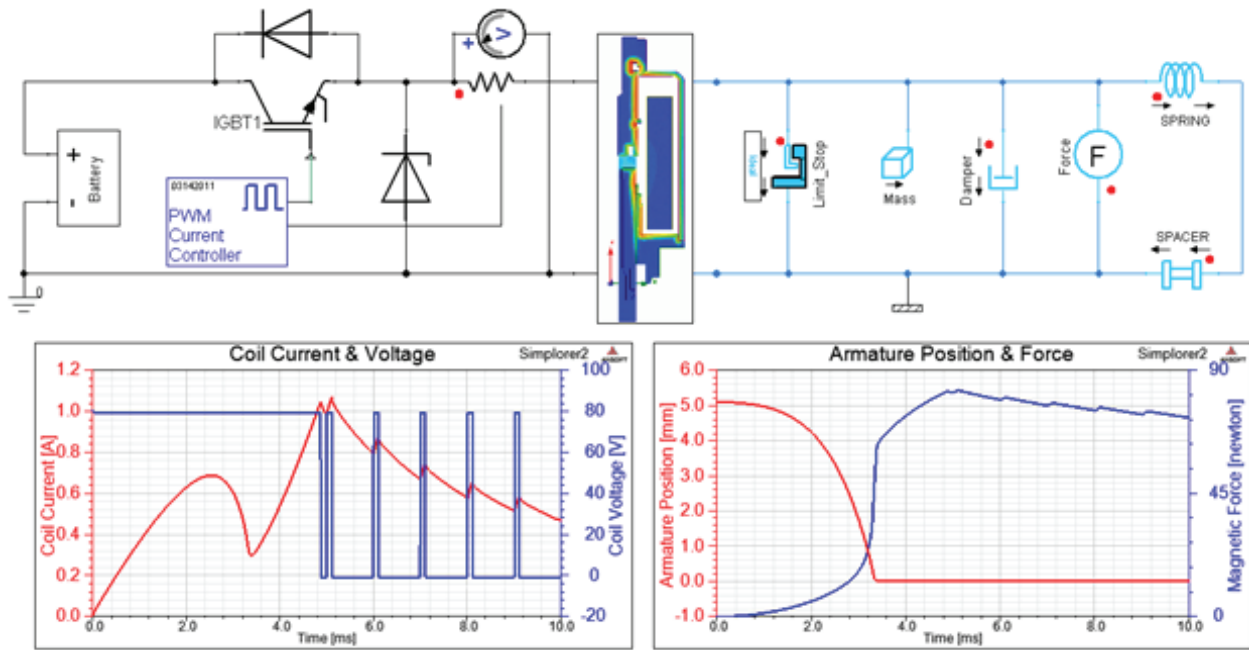 + V
IGBT1
+
-
Battery
03142011
PWM
Current
Controller
0
Limit_Stop
Mass
Damper
Force
F
SPRING
SPACER
Coil Current & Voltage
Simplorer2
1.2
1.0
0.8
0.6
0.4
0.2
0.0
Coil Current [A]
100
80
60
40
20
0
-20
Coil Voltage [V]
0.0 2.0 4.0 6.0 8.0 10.0
Time [ms]
Armature Position & Force
Simplorer2
6.0
5.0
4.0
3.0
2.0
1.0
0.0
-1.0
Armature Position [mm]
90
45
0
Magnetic Force [newton]
0.0 2.0 4.0 6.0 8.0 10.0
Time [ms]